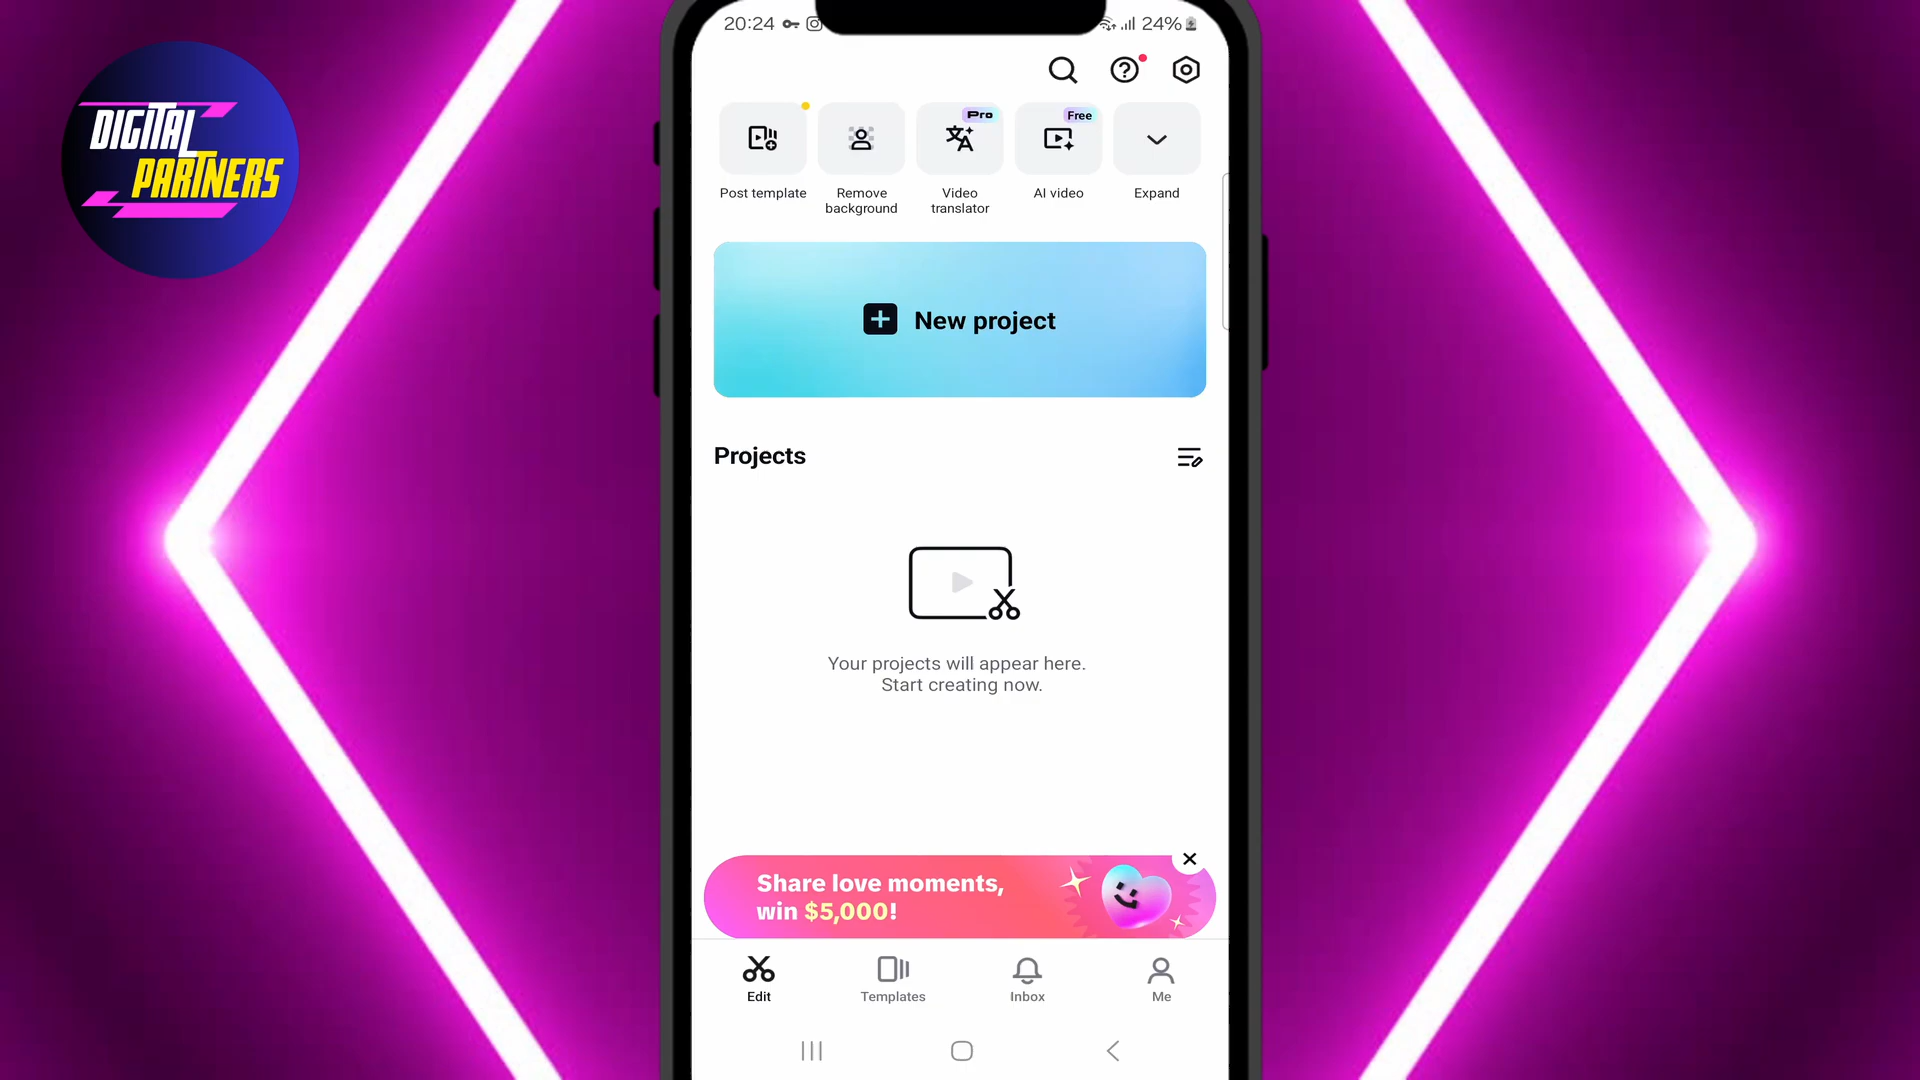 DIGITAL
PARTNERS
20:24
24%
Pro
Free
Post template
Remove
background
Video
translator
AI video
Expand
New project
Projects
Your projects will appear here.
Start creating now.
Share love moments,
win $5,000!
Edit
Templates
Inbox
Me